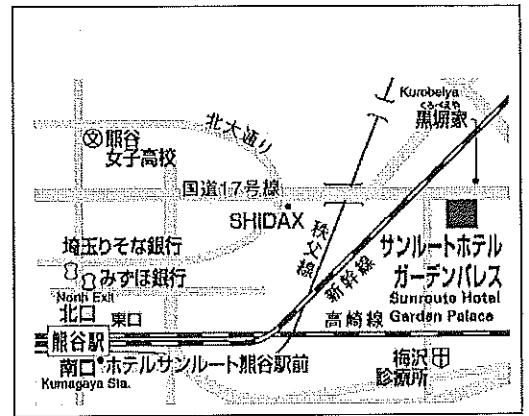 Kurobeiya
くろべえや
黒塀家
北大通り
熊谷
女子高校
国道17号線
SHIDAX
秩父線
新幹線
埼玉りそな銀行
みずほ銀行
サンルートホテル
ガーデンパレス
Sunroute Hotel
Garden Palace
North Exit
北口
東口
高崎線
熊谷駅
南口
ホテルサンルート熊谷駅前
Kumagaya Sta.
梅沢
診療所